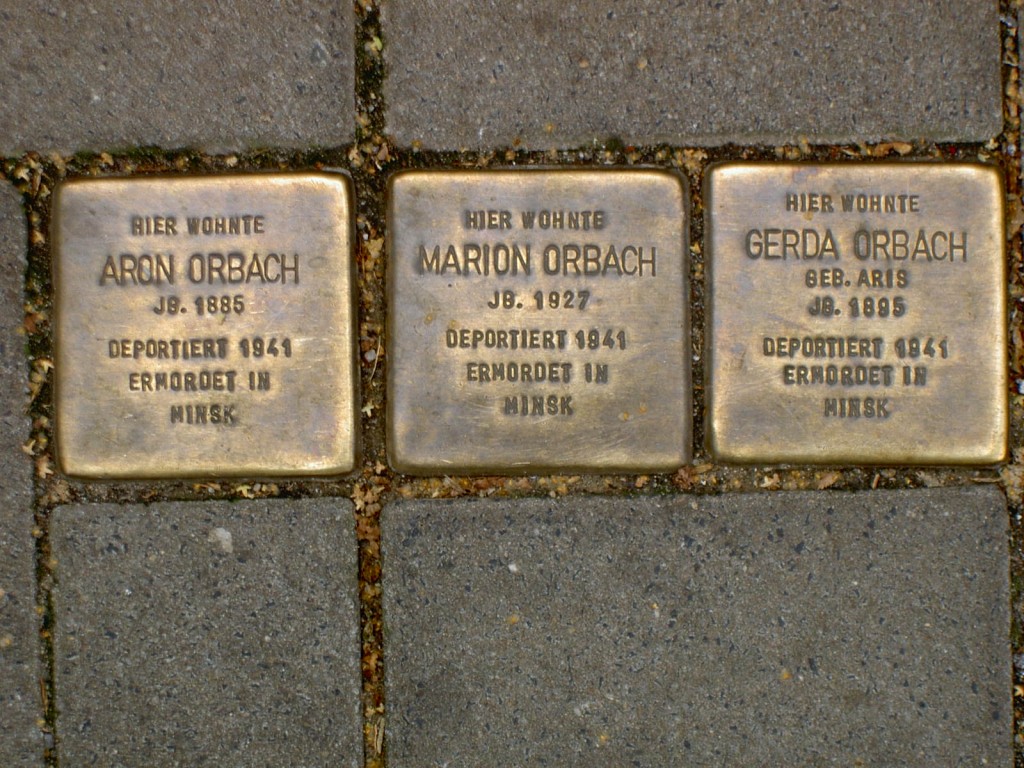 HIER WOHNTE
ARON ORBACH
JG. 1885
DEPORTIERT 1941
ERMORDET IN
MINSK
HIER WOHNTE
MARION ORBACH
JG. 1927
DEPORTIERT 1941
ERMORDET IN
MINSK
HIER WOHNTE
GERDA ORBACH
GEB. ARIS
JG. 1895
DEPORTIERT 1941
ERMORDET IN
MINSK